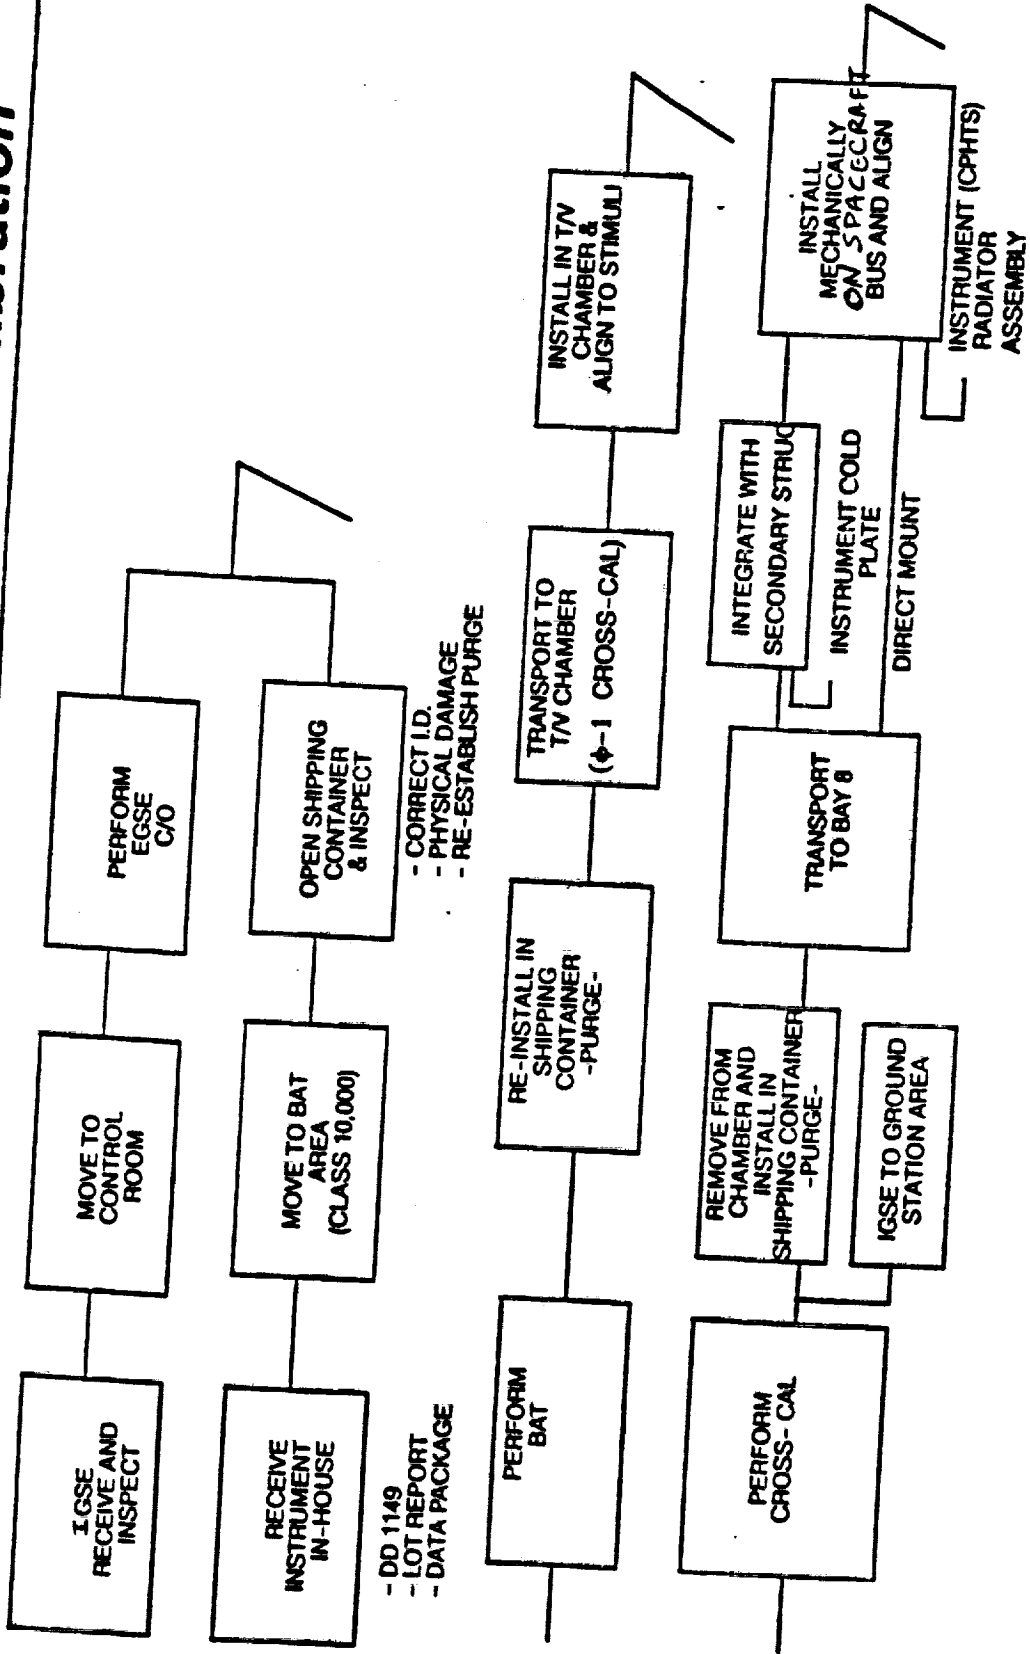 IGSE
RECEIVE AND
INSPECT
MOVE TO
CONTROL
ROOM
PERFORM
EGSE
C/O
RECEIVE
INSTRUMENT
IN-HOUSE
- DD 1149
- LOT REPORT
- DATA PACKAGE
MOVE TO BAT
AREA
(CLASS 10,000)
OPEN SHIPPING
CONTAINER
& INSPECT
- CORRECT I.D.
- PHYSICAL DAMAGE
- RE-ESTABLISH PURGE
PERFORM
BAT
RE-INSTALL IN
SHIPPING
CONTAINER
-PURGE-
TRANSPORT TO
T/V CHAMBER
(ϕ-1 CROSS-CAL)
INSTALL IN T/V
CHAMBER &
ALIGN TO STIMULI
PERFORM
CROSS-CAL
REMOVE FROM
CHAMBER AND
INSTALL IN
SHIPPING CONTAINER
-PURGE-
IGSE TO GROUND
STATION AREA
TRANSPORT
TO BAY 8
INTEGRATE WITH
SECONDARY STRUC
INSTRUMENT COLD
PLATE
DIRECT MOUNT
INSTALL
MECHANICALLY
ON SPACECRAFT
BUS AND ALIGN
INSTRUMENT (CPHTS)
RADIATOR
ASSEMBLY